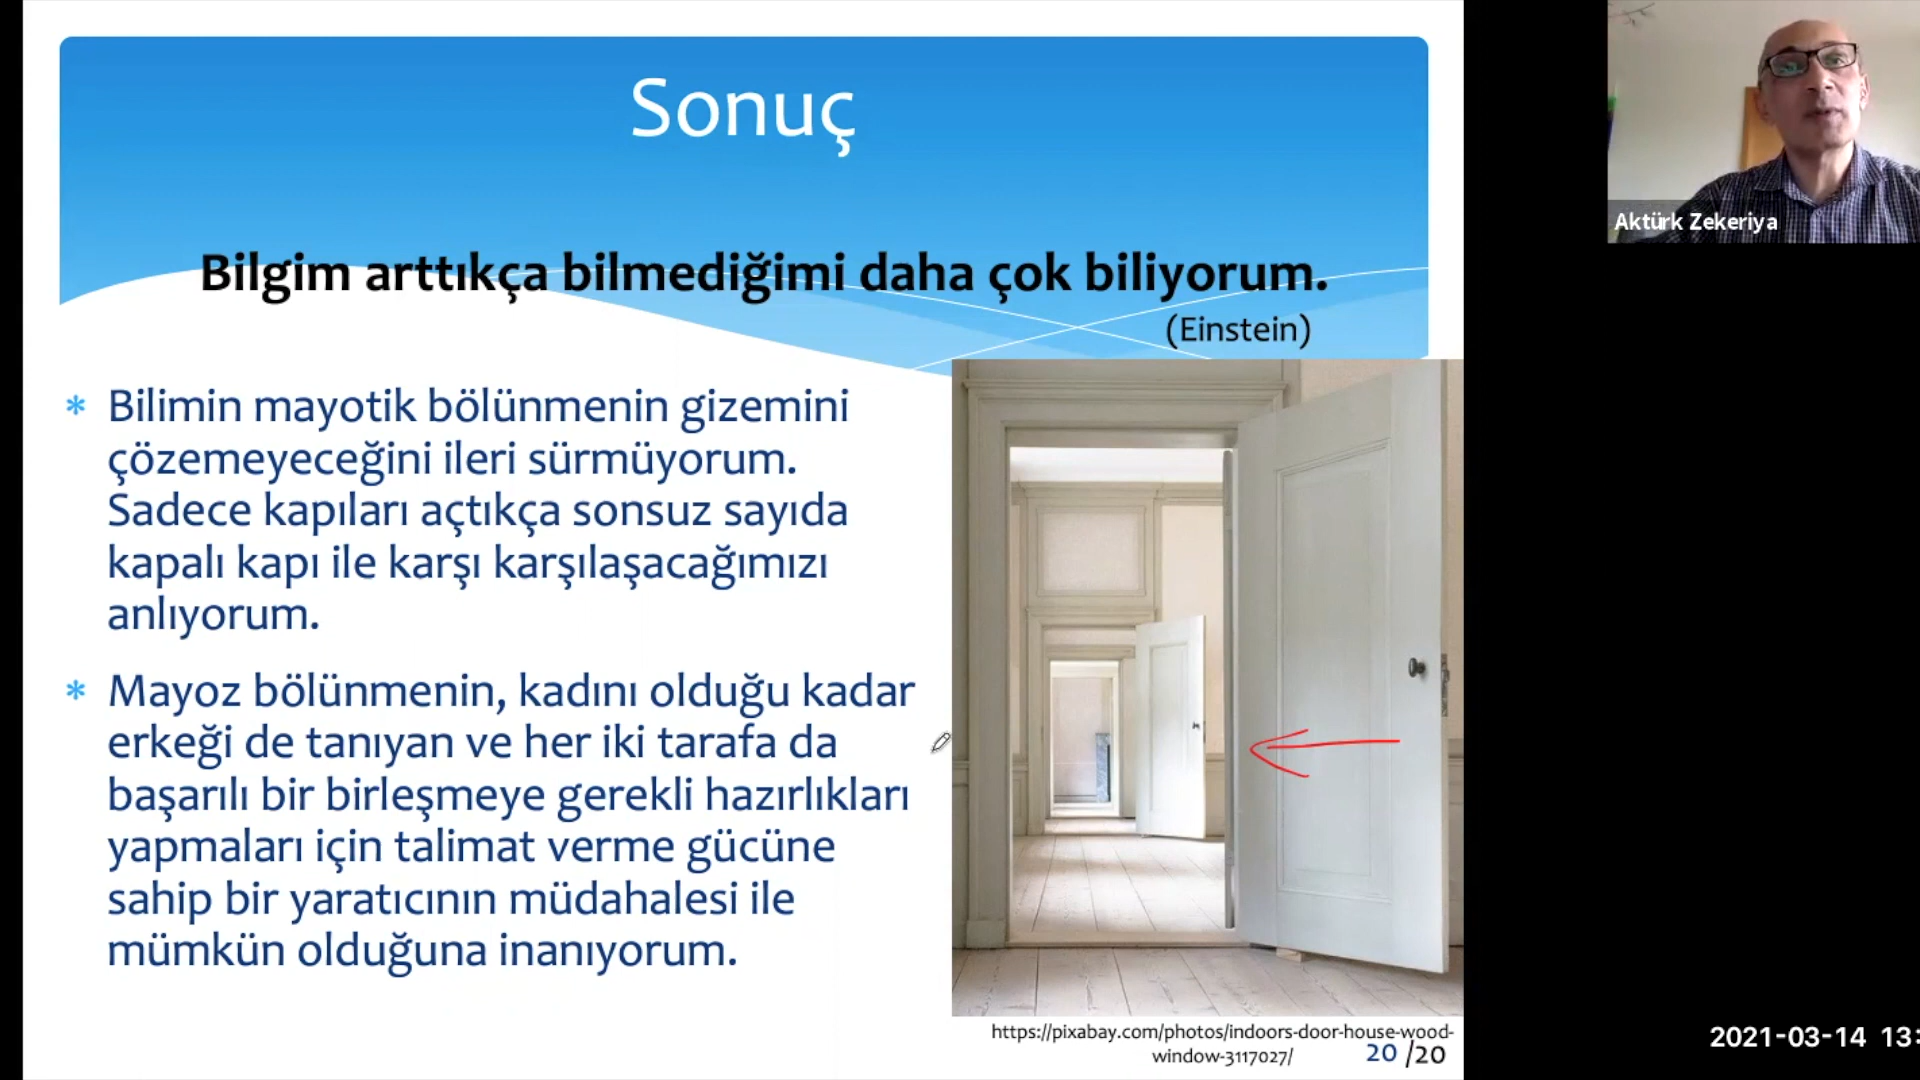 Sonuç
Bilgim arttıkça bilmediğimi daha çok biliyorum.
(Einstein)
* Bilimin mayotik bölünmenin gizemini
çözemeyeceğini ileri sürmüyorum.
Sadece kapıları açtıkça sonsuz sayıda
kapalı kapı ile karşı karşılaşacağımızı
anlıyorum.
* Mayoz bölünmenin, kadını olduğu kadar
erkeği de tanıyan ve her iki tarafa da
başarılı bir birleşmeye gerekli hazırlıkları
yapmaları için talimat verme gücüne
sahip bir yaratıcının müdahalesi ile
mümkün olduğuna inanıyorum.
https://pixabay.com/photos/indoors-door-house-wood-
window-3117027/
20 /20
Aktürk Zekeriya
2021-03-14 13: